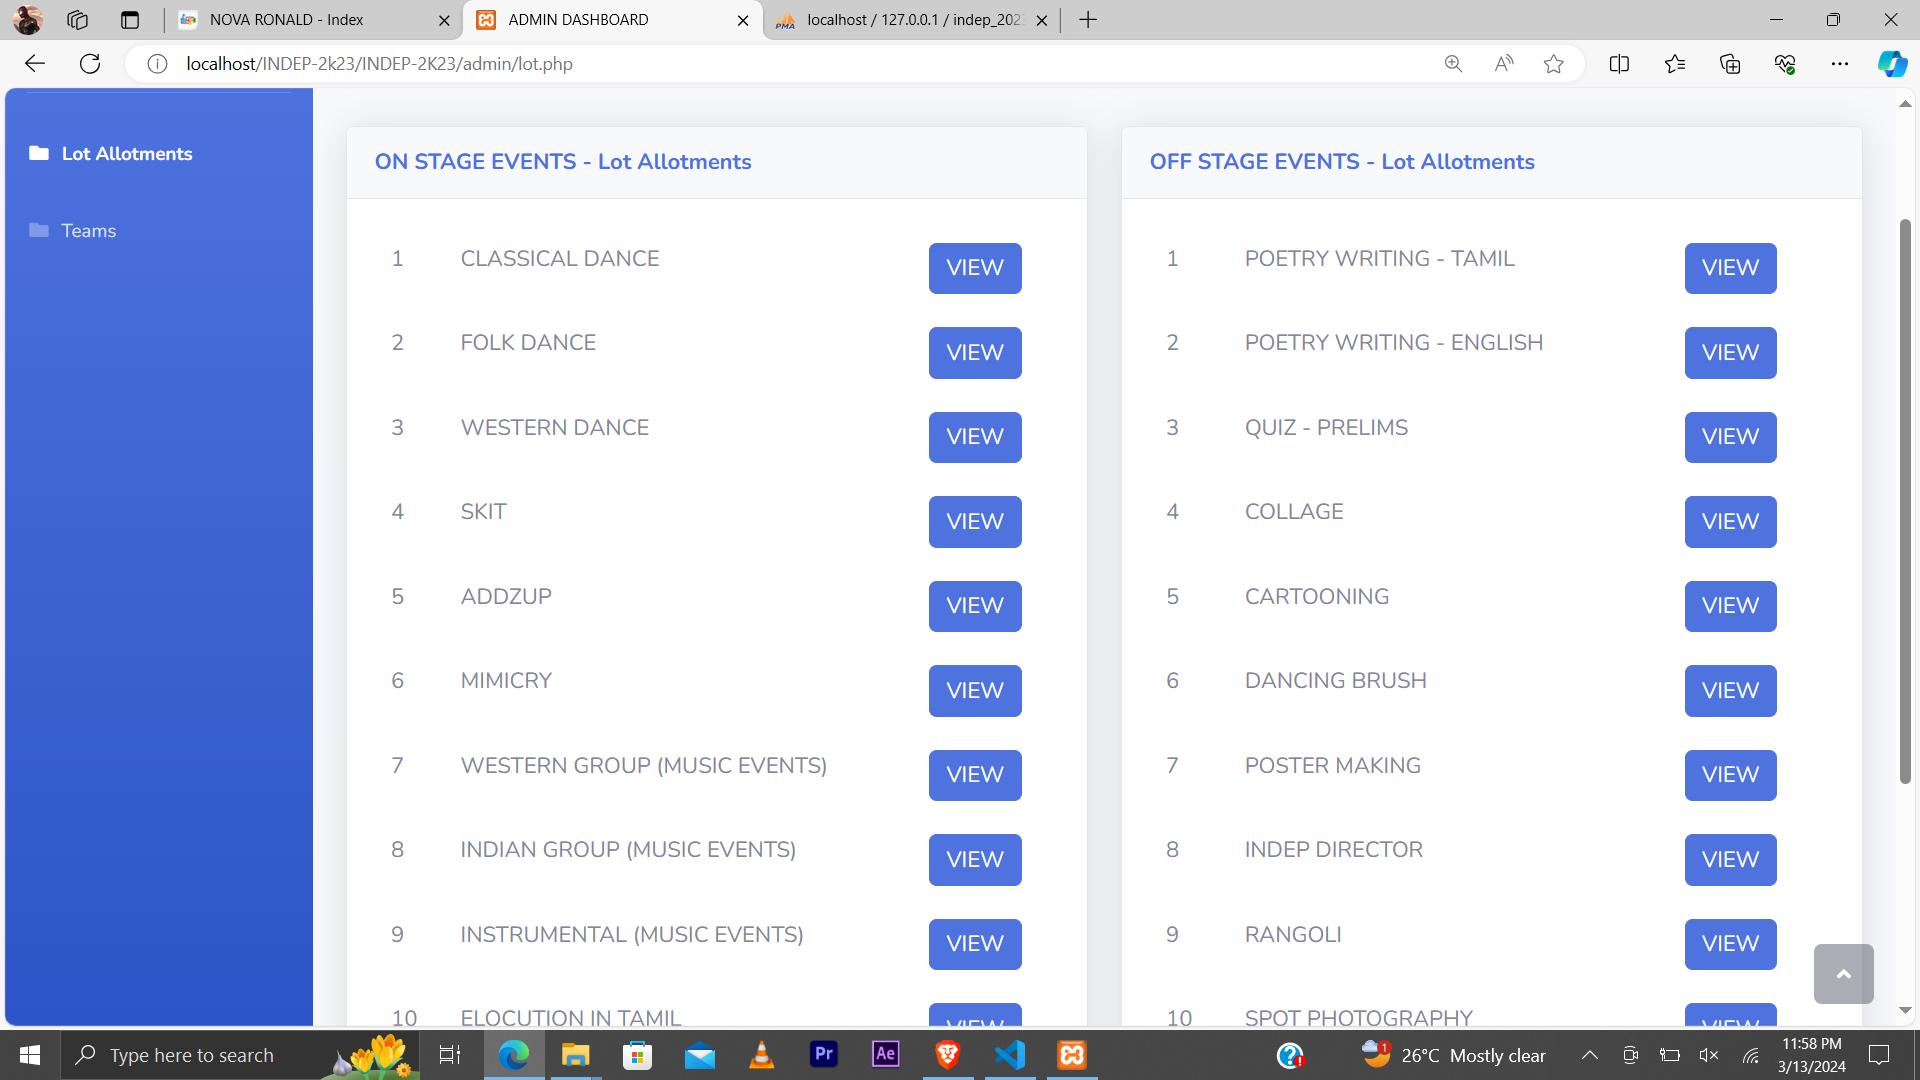 NOVA RONALD - Index
ADMIN DASHBOARD
PMA localhost / 127.0.0.1 / indep_202
localhost/INDEP-2k23/INDEP-2K23/admin/lot.php
Lot Allotments
Teams
ON STAGE EVENTS - Lot Allotments
1 CLASSICAL DANCE VIEW
2 FOLK DANCE VIEW
3 WESTERN DANCE VIEW
4 SKIT VIEW
5 ADDZUP VIEW
6 MIMICRY VIEW
7 WESTERN GROUP (MUSIC EVENTS) VIEW
8 INDIAN GROUP (MUSIC EVENTS) VIEW
9 INSTRUMENTAL (MUSIC EVENTS) VIEW
10 ELOCUTION IN TAMIL VIEW
OFF STAGE EVENTS - Lot Allotments
1 POETRY WRITING - TAMIL VIEW
2 POETRY WRITING - ENGLISH VIEW
3 QUIZ - PRELIMS VIEW
4 COLLAGE VIEW
5 CARTOONING VIEW
6 DANCING BRUSH VIEW
7 POSTER MAKING VIEW
8 INDEP DIRECTOR VIEW
9 RANGOLI VIEW
10 SPOT PHOTOGRAPHY VIEW
Type here to search
Pr
Ae
1
26°C Mostly clear
11:58 PM
3/13/2024